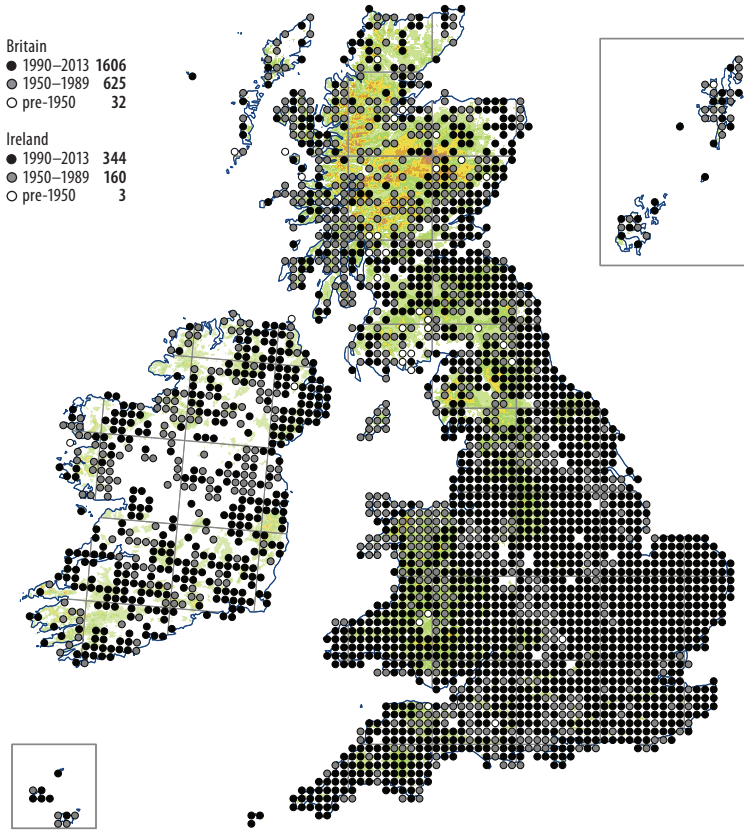 Britain
1990–2013 1606
1950–1989 625
pre-1950 32
Ireland
1990–2013 344
1950–1989 160
pre-1950 3